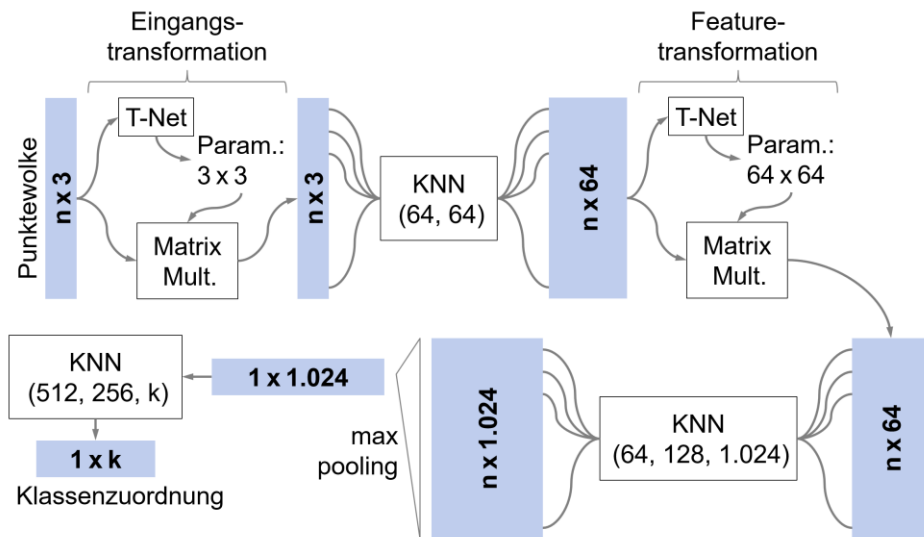 Eingangs-
transformation
Feature-
transformation
Punktewolke
n x 3
T-Net
Param.:
3 x 3
Matrix
Mult.
n x 3
KNN
(64, 64)
n x 64
T-Net
Param.:
64 x 64
Matrix
Mult.
n x 64
KNN
(64, 128, 1.024)
n x 1.024
max
pooling
1 x 1.024
KNN
(512, 256, k)
1 x k
Klassenzuordnung